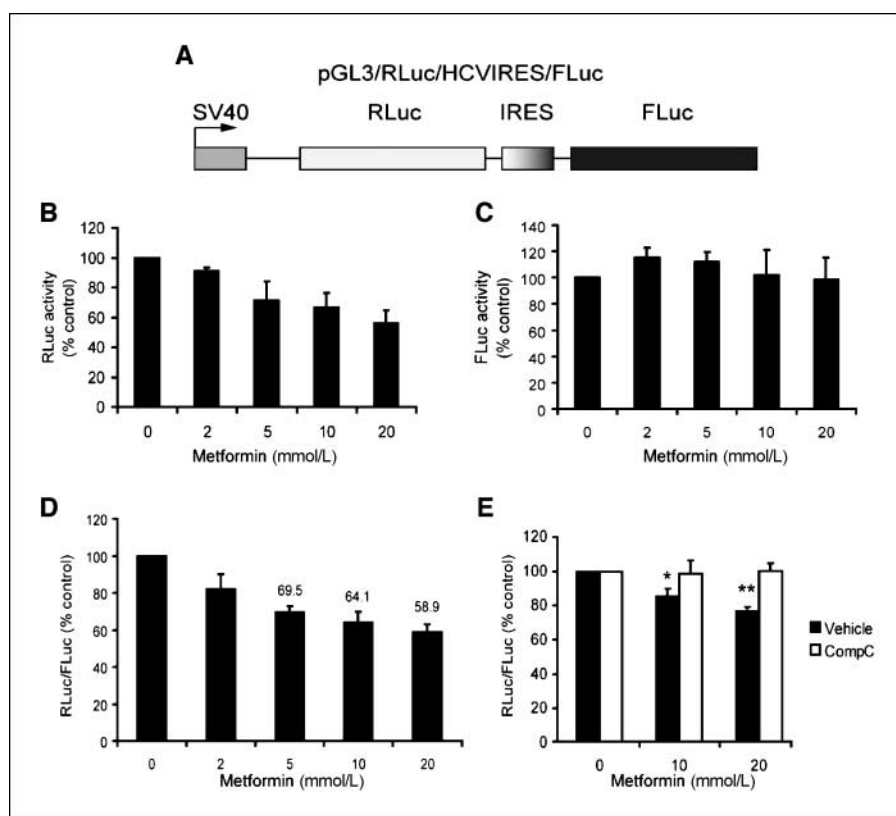 A
pGL3/RLuc/HCVIRES/FLuc
SV40 RLuc IRES FLuc
B
RLuc activity
(% control)
120
100
80
60
40
20
0
0 2 5 10 20
Metformin (mmol/L)
C
FLuc activity
(% control)
140
120
100
80
60
40
20
0
0 2 5 10 20
Metformin (mmol/L)
D
RLuc/FLuc (% control)
120
100
80
60
40
20
0
69.5
64.1
58.9
0 2 5 10 20
Metformin (mmol/L)
E
RLuc/FLuc (% control)
120
100
80
60
40
20
0
*
**
0 10 20
Metformin (mmol/L)
Vehicle
CompC